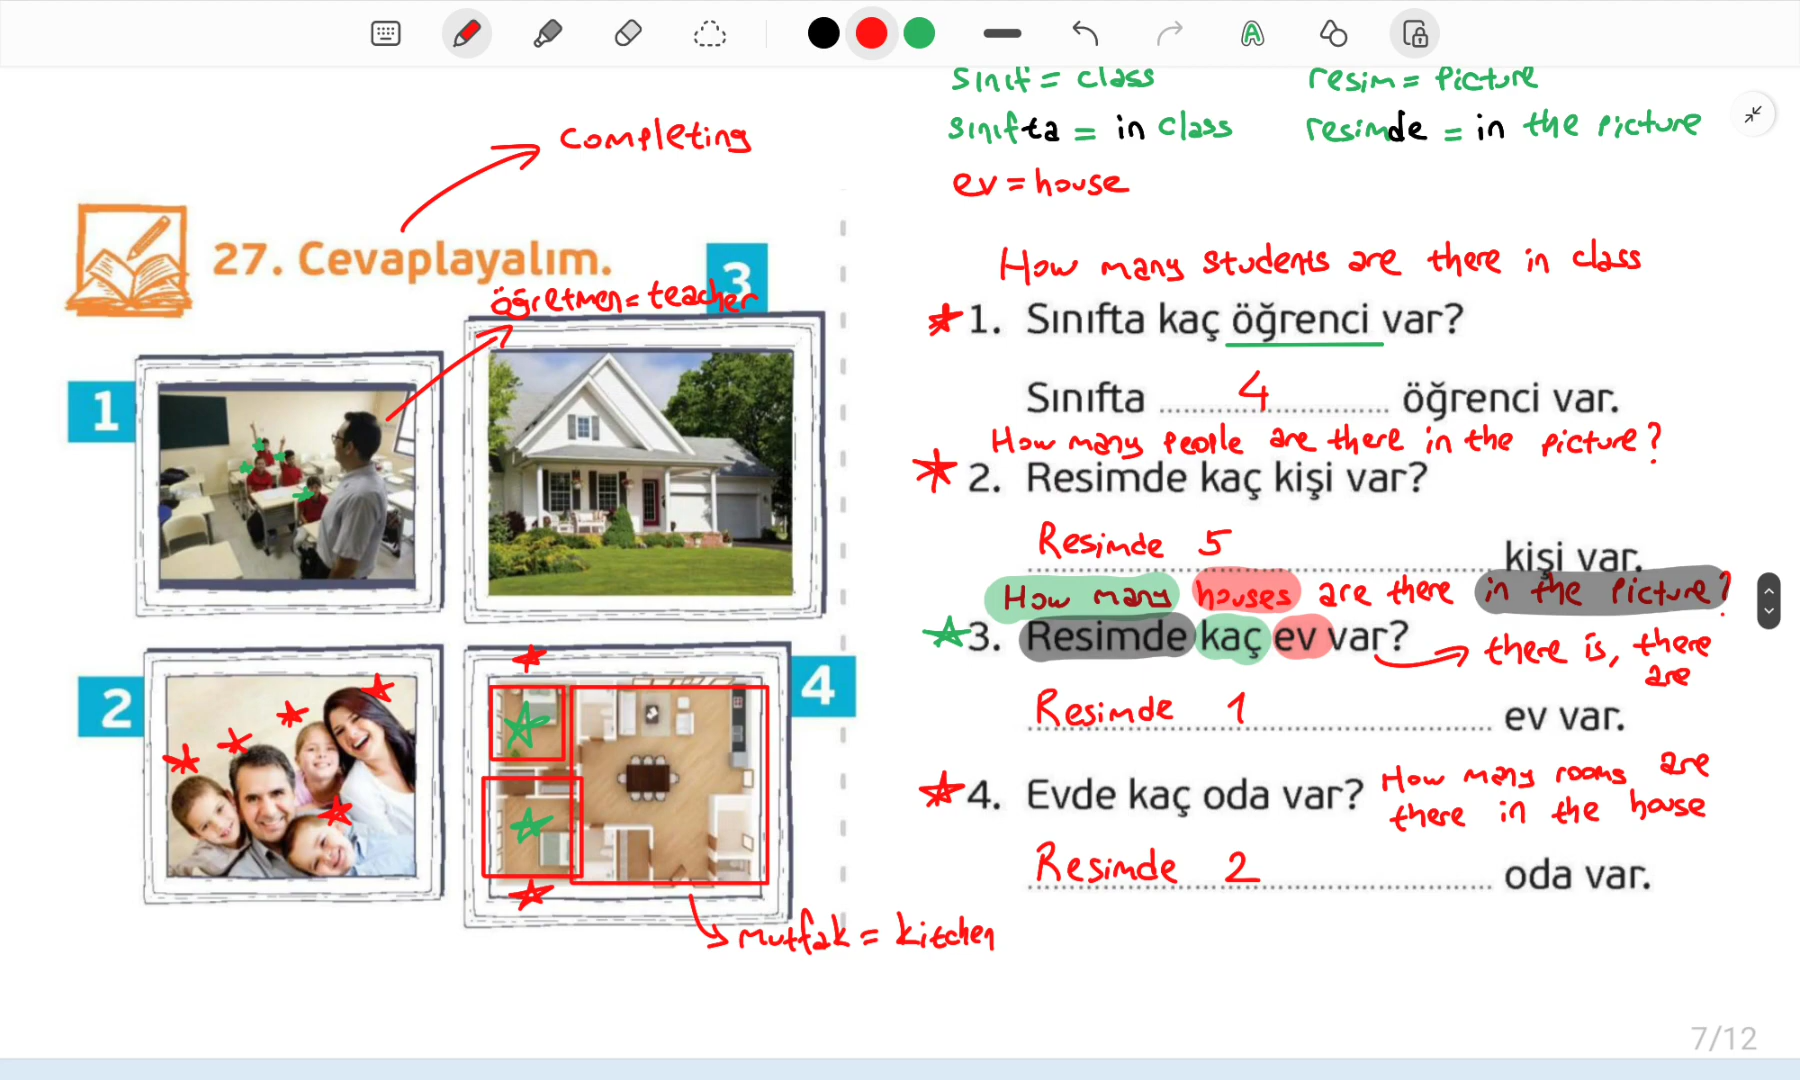 sınıf = class
resim = picture
sınıfta = in class
resimde = in the picture
ev = house
completing
27. Cevaplayalım.
öğretmen = teacher
3
1
2
4
mutfak = kitchen
How many students are there in class
1. Sınıfta kaç öğrenci var?
Sınıfta 4 öğrenci var.
How many people are there in the picture?
2. Resimde kaç kişi var?
Resimde 5 kişi var.
How many houses are there in the picture?
3. Resimde kaç ev var?
there is, there
are
Resimde 1 ev var.
4. Evde kaç oda var?
How many rooms are
there in the house
Resimde 2 oda var.
7/12